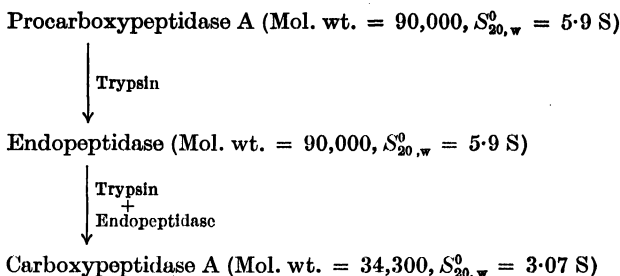 Procarboxypeptidase A (Mol. wt. = 90,000, S⁰₂₀,w = 5·9 S)
Trypsin
Endopeptidase (Mol. wt. = 90,000, S⁰₂₀,w = 5·9 S)
Trypsin
+
Endopeptidase
Carboxypeptidase A (Mol. wt. = 34,300, S⁰₂₀,w = 3·07 S)